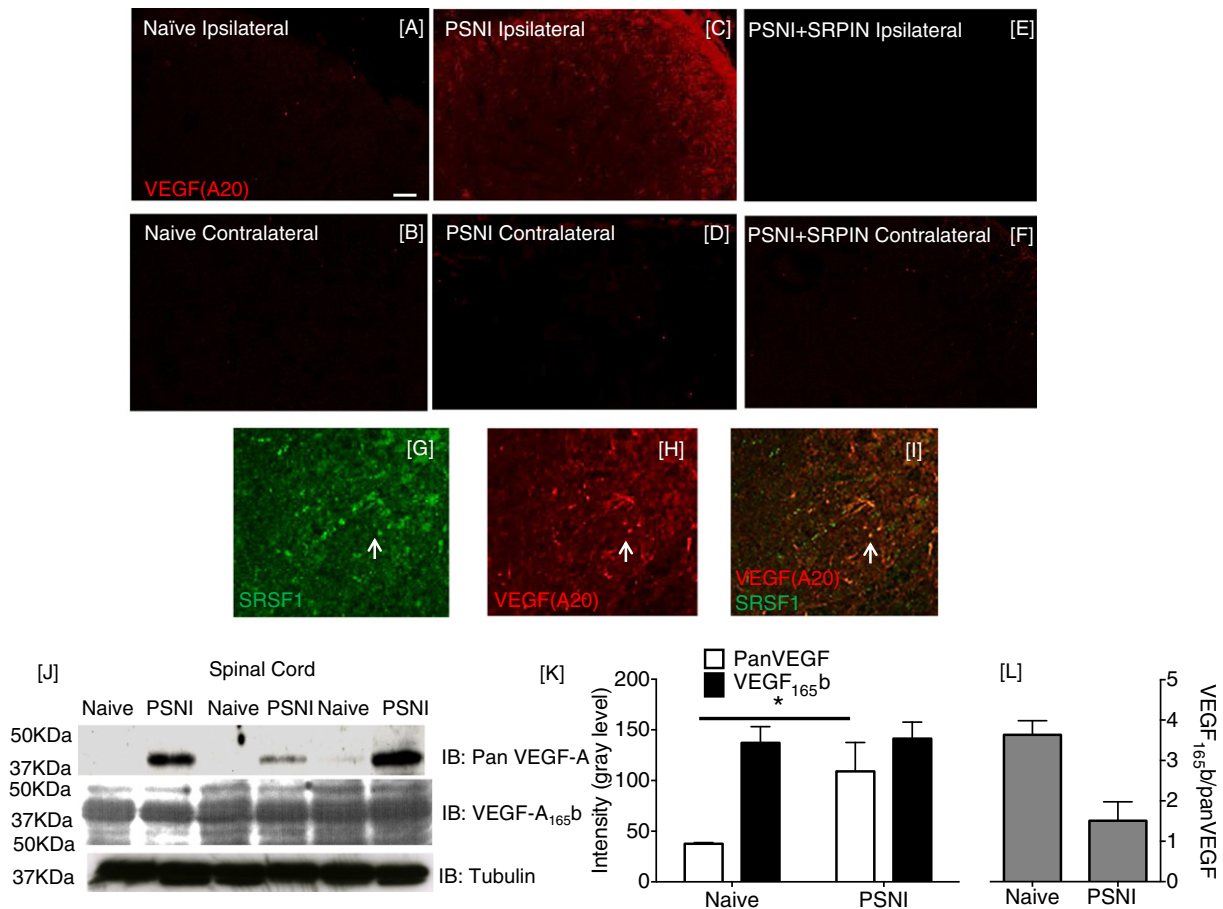 Naïve Ipsilateral [A]
PSNI Ipsilateral [C]
PSNI+SRPIN Ipsilateral [E]
VEGF(A20)
Naive Contralateral [B]
PSNI Contralateral [D]
PSNI+SRPIN Contralateral [F]
[G]
SRSF1
[H]
VEGF(A20)
[I]
VEGF(A20)
SRSF1
[J] Spinal Cord
Naive PSNI Naive PSNI Naive PSNI
50KDa
37KDa
IB: Pan VEGF-A
50KDa
37KDa
IB: VEGF-A165b
50KDa
37KDa
IB: Tubulin
[K]
PanVEGF
VEGF165b
*
200
150
100
50
0
Intensity (gray level)
Naive PSNI
[L]
5
4
3
2
1
0
VEGF165b/panVEGF
Naive PSNI